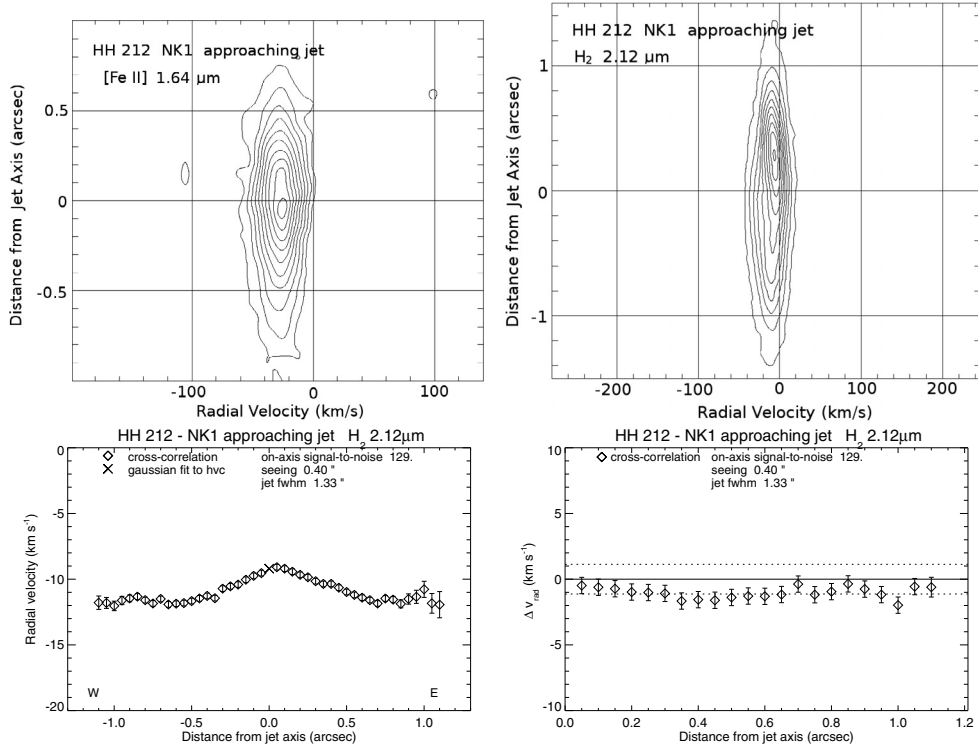 HH 212 NK1 approaching jet
[Fe II] 1.64 μm
Distance from Jet Axis (arcsec)
0.5
0
-0.5
-100
0
100
Radial Velocity (km/s)
HH 212 NK1 approaching jet
H₂ 2.12 μm
Distance from Jet Axis (arcsec)
1
0
-1
-200
-100
0
100
200
Radial Velocity (km/s)
HH 212 - NK1 approaching jet H₂ 2.12μm
cross-correlation
gaussian fit to hvc
on-axis signal-to-noise 129.
seeing 0.40 "
jet fwhm 1.33 "
Radial velocity (km s⁻¹)
0
-5
-10
-15
-20
W
E
-1.0
-0.5
0.0
0.5
1.0
Distance from jet axis (arcsec)
HH 212 - NK1 approaching jet H₂ 2.12μm
cross-correlation
on-axis signal-to-noise 129.
seeing 0.40 "
jet fwhm 1.33 "
Δ v_rad (km s⁻¹)
10
5
0
-5
-10
0.0
0.2
0.4
0.6
0.8
1.0
1.2
Distance from jet axis (arcsec)